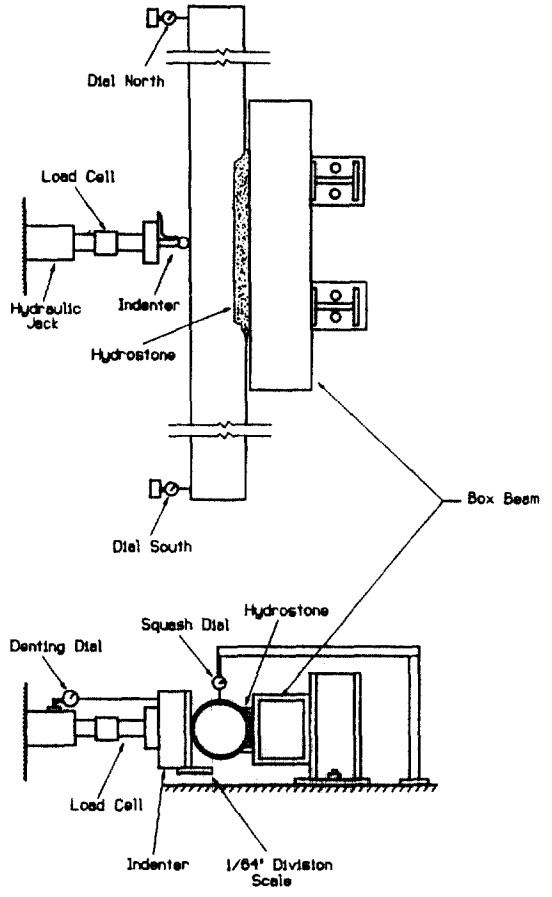 Dial North
Load Cell
Hydraulic
Jack
Indenter
Hydrostone
Box Beam
Dial South
Hydrostone
Squash Dial
Denting Dial
Load Cell
Indenter
1/64" Division
Scale